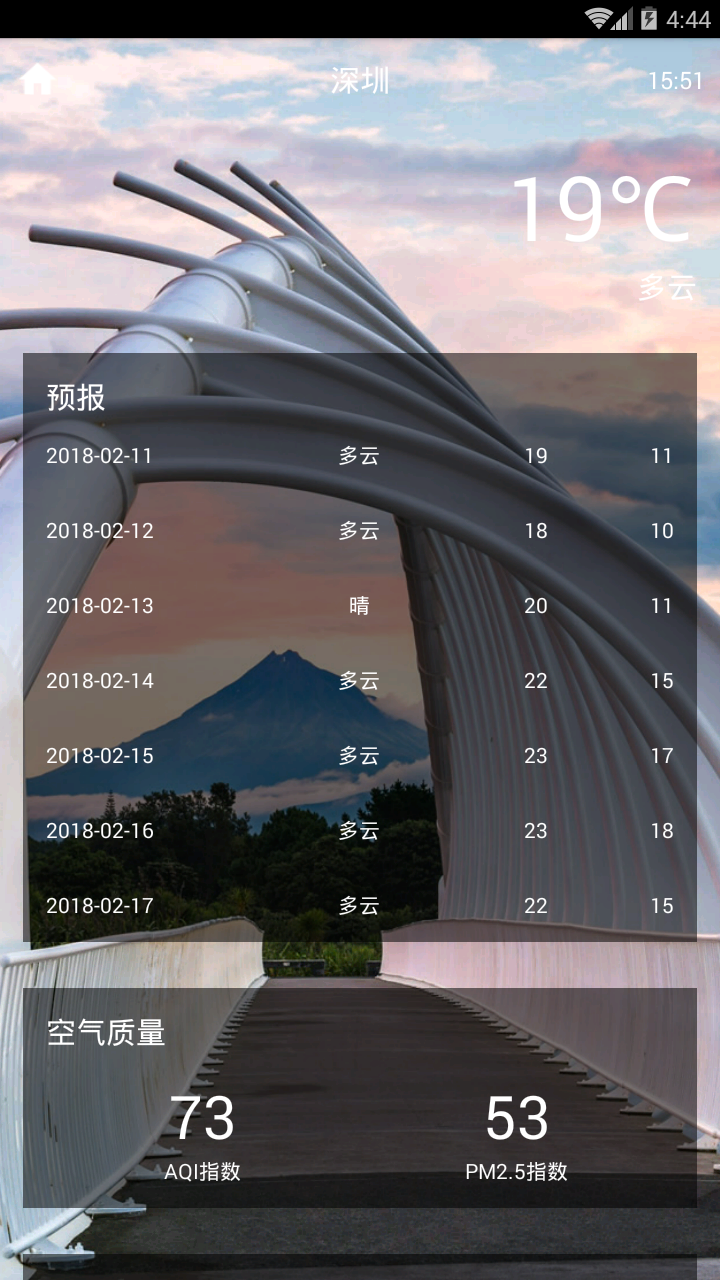 4:44
深圳 15:51
19℃
多云
预报
2018-02-11 多云 19 11
2018-02-12 多云 18 10
2018-02-13 晴 20 11
2018-02-14 多云 22 15
2018-02-15 多云 23 17
2018-02-16 多云 23 18
2018-02-17 多云 22 15
空气质量
73 53
AQI指数 PM2.5指数